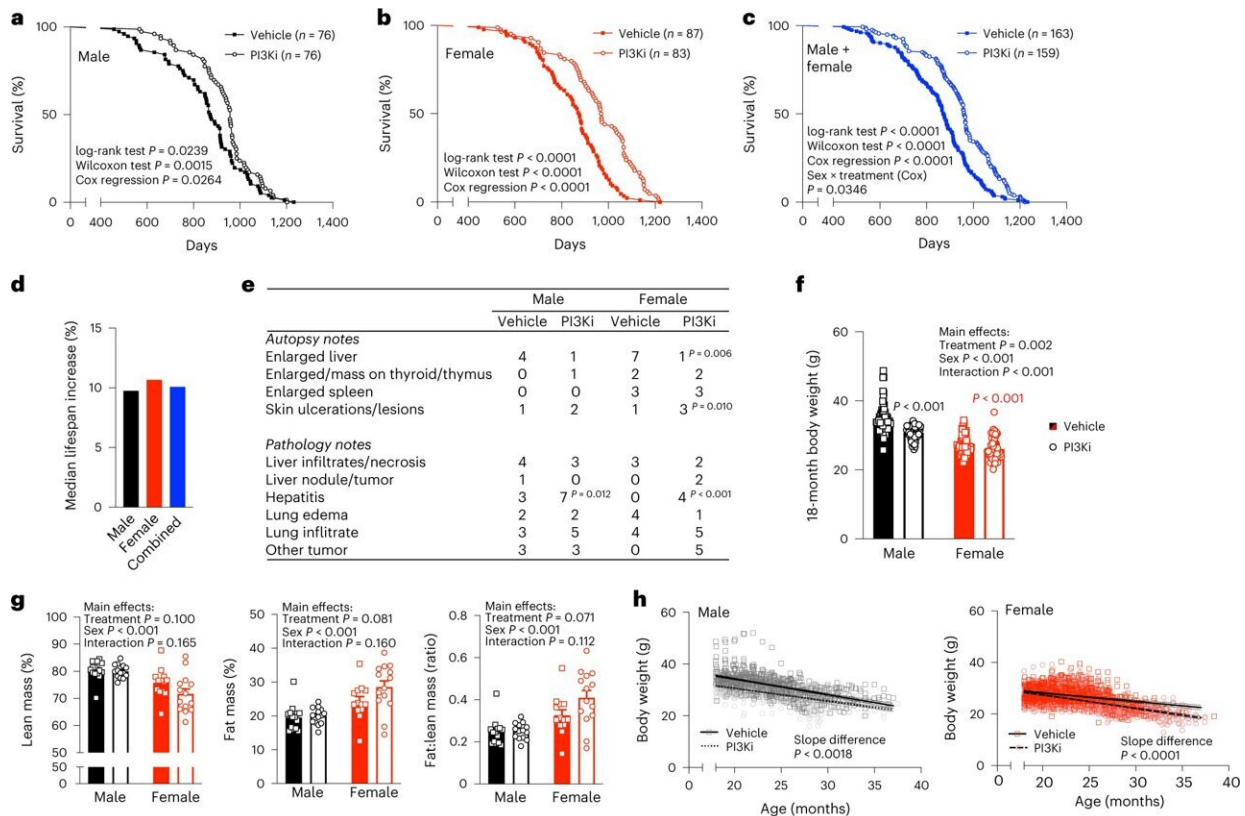 a
100
50
0
Survival (%)
Male
Vehicle (n = 76)
PI3Ki (n = 76)
log-rank test P = 0.0239
Wilcoxon test P = 0.0015
Cox regression P = 0.0264
0 400 600 800 1,000 1,200 1,400
Days
b
100
50
0
Survival (%)
Female
Vehicle (n = 87)
PI3Ki (n = 83)
log-rank test P < 0.0001
Wilcoxon test P < 0.0001
Cox regression P < 0.0001
0 400 600 800 1,000 1,200 1,400
Days
c
100
50
0
Survival (%)
Male +
female
Vehicle (n = 163)
PI3Ki (n = 159)
log-rank test P < 0.0001
Wilcoxon test P < 0.0001
Cox regression P < 0.0001
Sex × treatment (Cox)
P = 0.0346
0 400 600 800 1,000 1,200 1,400
Days
d
15
10
5
0
Median lifespan increase (%)
Male
Female
Combined
e
Male Female
Vehicle PI3Ki Vehicle PI3Ki
Autopsy notes
Enlarged liver 4 1 7 1 P = 0.006
Enlarged/mass on thyroid/thymus 0 1 2 2
Enlarged spleen 0 0 3 3
Skin ulcerations/lesions 1 2 1 3 P = 0.010
Pathology notes
Liver infiltrates/necrosis 4 3 3 2
Liver nodule/tumor 1 0 0 2
Hepatitis 3 7 P = 0.012 0 4 P < 0.001
Lung edema 2 2 4 1
Lung inflitrate 3 5 4 5
Other tumor 3 3 0 5
f
60
40
20
0
18-month body weight (g)
Main effects:
Treatment P = 0.002
Sex P < 0.001
Interaction P < 0.001
P < 0.001
P < 0.001
Vehicle
PI3Ki
Male Female
g
Main effects:
Treatment P = 0.100
Sex P < 0.001
Interaction P = 0.165
100
90
80
70
60
50
50
0
Lean mass (%)
Male Female
Main effects:
Treatment P = 0.081
Sex P < 0.001
Interaction P = 0.160
50
40
30
20
10
0
Fat mass (%)
Male Female
Main effects:
Treatment P = 0.071
Sex P < 0.001
Interaction P = 0.112
0.8
0.6
0.4
0.2
0
Fat:lean mass (ratio)
Male Female
h
Male
60
40
20
0
Body weight (g)
Vehicle
PI3Ki
Slope difference
P < 0.0018
0 20 25 30 35 40
Age (months)
Female
60
40
20
0
Body weight (g)
Vehicle
PI3Ki
Slope difference
P < 0.0001
0 20 25 30 35 40
Age (months)